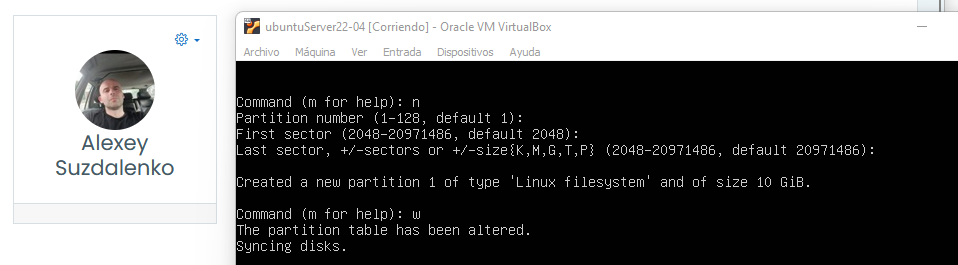 Alexey
Suzdalenko
ubuntuServer22-04 [Corriendo] - Oracle VM VirtualBox
Archivo Máquina Ver Entrada Dispositivos Ayuda
Command (m for help): n
Partition number (1-128, default 1):
First sector (2048-20971486, default 2048):
Last sector, +/-sectors or +/-size{K,M,G,T,P} (2048-20971486, default 20971486):
Created a new partition 1 of type 'Linux filesystem' and of size 10 GiB.
Command (m for help): w
The partition table has been altered.
Syncing disks.